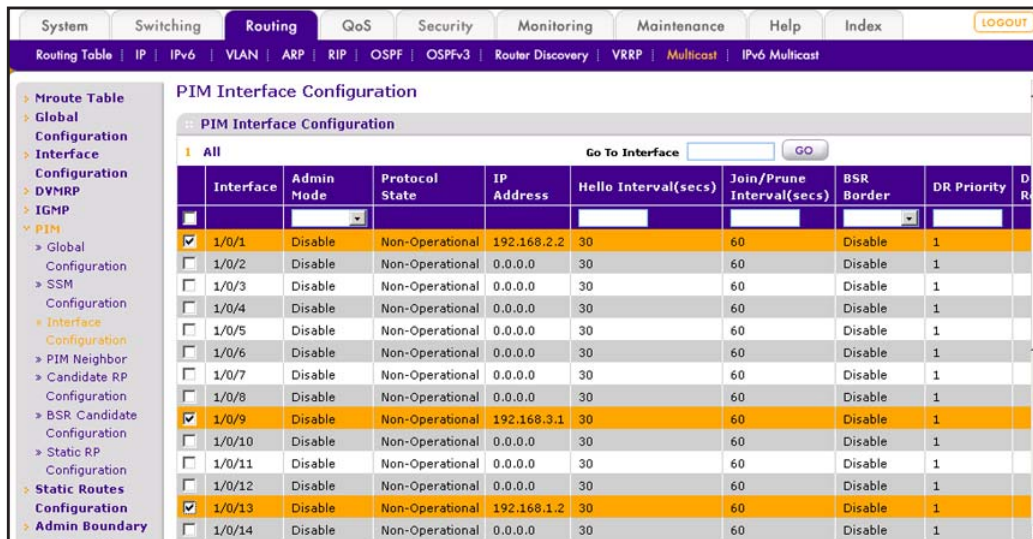 System Switching Routing QoS Security Monitoring Maintenance Help Index LOGOUT
Routing Table | IP | IPv6 | VLAN | ARP | RIP | OSPF | OSPFv3 | Router Discovery | VRRP | Multicast | IPv6 Multicast
Mroute Table
Global
Configuration
Interface
Configuration
DVMRP
IGMP
PIM
» Global
Configuration
» SSM
Configuration
» Interface
Configuration
» PIM Neighbor
» Candidate RP
Configuration
» BSR Candidate
Configuration
» Static RP
Configuration
Static Routes
Configuration
Admin Boundary
PIM Interface Configuration
PIM Interface Configuration
1 All Go To Interface GO
Interface Admin Mode Protocol State IP Address Hello Interval(secs) Join/Prune Interval(secs) BSR Border DR Priority
1/0/1 Disable Non-Operational 192.168.2.2 30 60 Disable 1
1/0/2 Disable Non-Operational 0.0.0.0 30 60 Disable 1
1/0/3 Disable Non-Operational 0.0.0.0 30 60 Disable 1
1/0/4 Disable Non-Operational 0.0.0.0 30 60 Disable 1
1/0/5 Disable Non-Operational 0.0.0.0 30 60 Disable 1
1/0/6 Disable Non-Operational 0.0.0.0 30 60 Disable 1
1/0/7 Disable Non-Operational 0.0.0.0 30 60 Disable 1
1/0/8 Disable Non-Operational 0.0.0.0 30 60 Disable 1
1/0/9 Disable Non-Operational 192.168.3.1 30 60 Disable 1
1/0/10 Disable Non-Operational 0.0.0.0 30 60 Disable 1
1/0/11 Disable Non-Operational 0.0.0.0 30 60 Disable 1
1/0/12 Disable Non-Operational 0.0.0.0 30 60 Disable 1
1/0/13 Disable Non-Operational 192.168.1.2 30 60 Disable 1
1/0/14 Disable Non-Operational 0.0.0.0 30 60 Disable 1